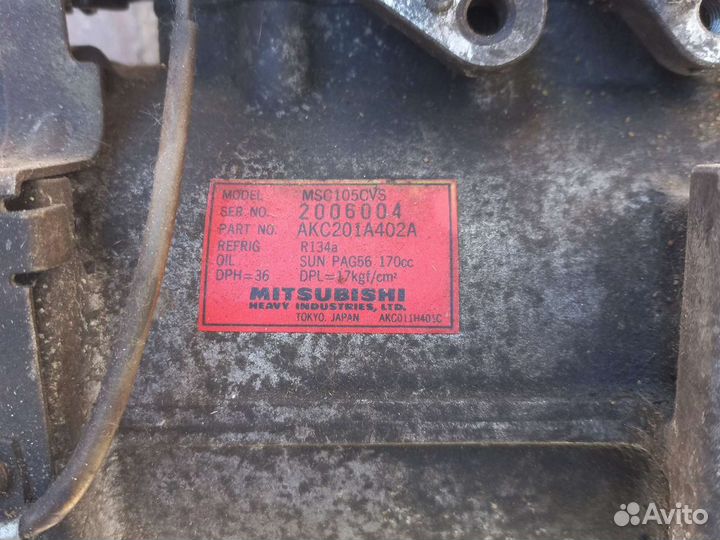 MODEL MSC105CVS
SER NO. 2006004
PART NO. AKC201A402A
REFRIG R134a
OIL SUN PAG56 170cc
DPH=36 DPL=17kgf/cm²
MITSUBISHI
HEAVY INDUSTRIES, LTD.
TOKYO, JAPAN AKC011H401C
Avito